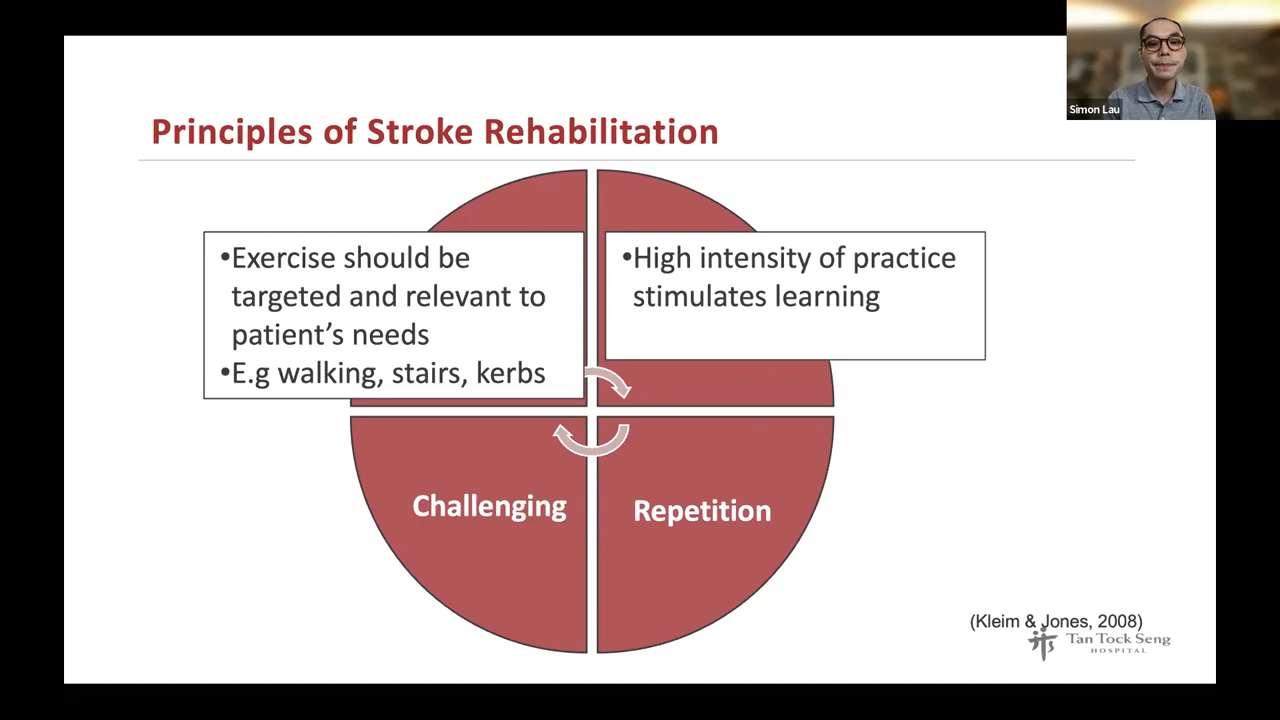 Simon Lau
Principles of Stroke Rehabilitation
•Exercise should be
targeted and relevant to
patient's needs
•E.g walking, stairs, kerbs
•High intensity of practice
stimulates learning
Challenging
Repetition
(Kleim & Jones, 2008)
Tan Tock Seng
HOSPITAL